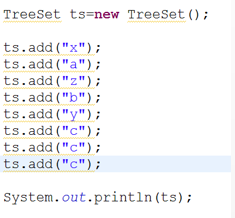 TreeSet ts=new TreeSet();
ts.add("x");
ts.add("a");
ts.add("z");
ts.add("b");
ts.add("y");
ts.add("c");
ts.add("c");
ts.add("c");
System.out.println(ts);